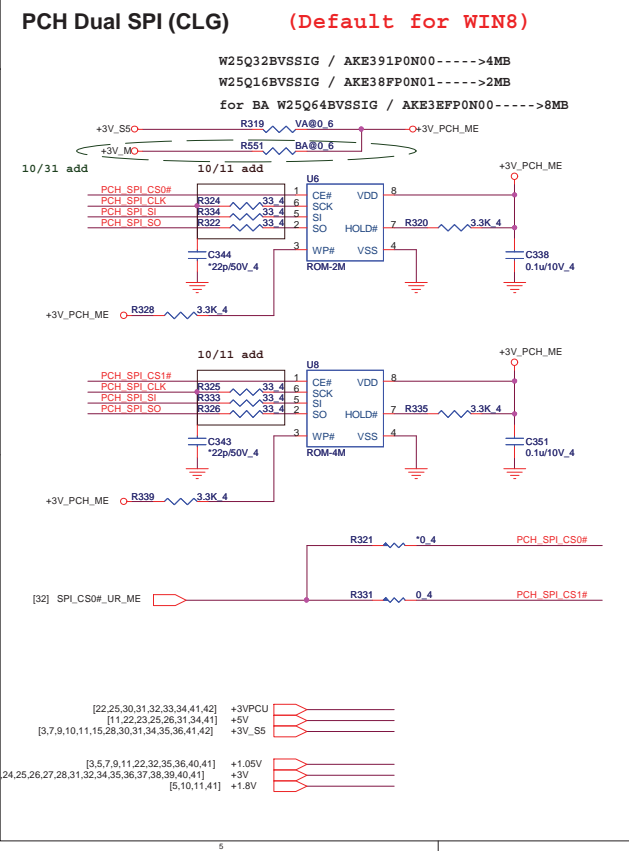 PCH Dual SPI (CLG) (Default for WIN8)
W25Q32BVSSIG / AKE391P0N00----->4MB
W25Q16BVSSIG / AKE38FP0N01----->2MB
for BA W25Q64BVSSIG / AKE3EFP0N00----->8MB
+3V_S5 R319 VA@0_6 +3V_PCH_ME
+3V_M R551 BA@0_6
10/31 add 10/11 add +3V_PCH_ME
U6
PCH_SPI_CS0# 1 CE# VDD 8
PCH_SPI_CLK R324 33_4 6 SCK
PCH_SPI_SI R334 33_4 5 SI
PCH_SPI_SO R322 33_4 2 SO HOLD# 7 R320 3.3K_4
3 WP# VSS 4
C344 ROM-2M C338
*22p/50V_4 0.1u/10V_4
+3V_PCH_ME R328 3.3K_4
10/11 add +3V_PCH_ME
U8
PCH_SPI_CS1# 1 CE# VDD 8
PCH_SPI_CLK R325 33_4 6 SCK
PCH_SPI_SI R333 33_4 5 SI
PCH_SPI_SO R326 33_4 2 SO HOLD# 7 R335 3.3K_4
3 WP# VSS 4
C343 ROM-4M C351
*22p/50V_4 0.1u/10V_4
+3V_PCH_ME R339 3.3K_4
R321 *0_4 PCH_SPI_CS0#
[32] SPI_CS0#_UR_ME R331 0_4 PCH_SPI_CS1#
[22,25,30,31,32,33,34,41,42] +3VPCU
[11,22,23,25,26,31,34,41] +5V
[3,7,9,10,11,15,28,30,31,34,35,36,41,42] +3V_S5
[3,5,7,9,11,22,32,35,36,40,41] +1.05V
,24,25,26,27,28,31,32,34,35,36,37,38,39,40,41] +3V
[5,10,11,41] +1.8V
5